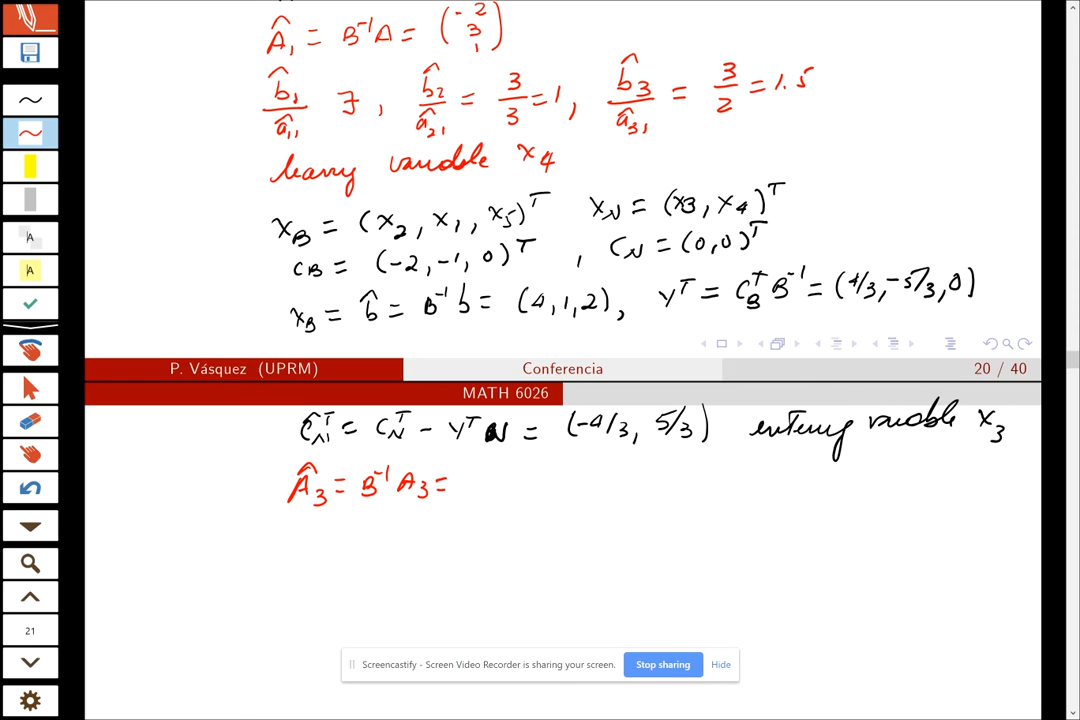 Â₁ = B⁻¹A = (-2 3 1)
b̂₁/â₁₁ ∄, b̂₂/â₂₁ = 3/3 = 1, b̂₃/â₃₁ = 3/2 = 1.5
leaving variable x₄
x_B = (x₂, x₁, x₅)ᵀ x_N = (x₃, x₄)ᵀ
c_B = (-2, -1, 0)ᵀ, c_N = (0,0)ᵀ
x_B = b̂ = B⁻¹b = (4, 1, 2), yᵀ = c_Bᵀ B⁻¹ = (4/3, -5/3, 0)
P. Vásquez (UPRM) Conferencia 20 / 40
MATH 6026
ĉ_Nᵀ = c_Nᵀ - yᵀN = (-4/3, 5/3) entering variable x₃
Â₃ = B⁻¹A₃ =
A
A
21
Screencastify - Screen Video Recorder is sharing your screen. Stop sharing Hide